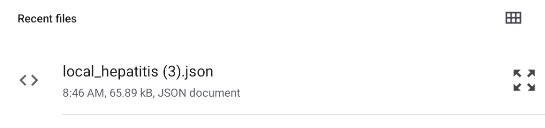 Recent files
local_hepatitis (3).json
8:46 AM, 65.89 kB, JSON document